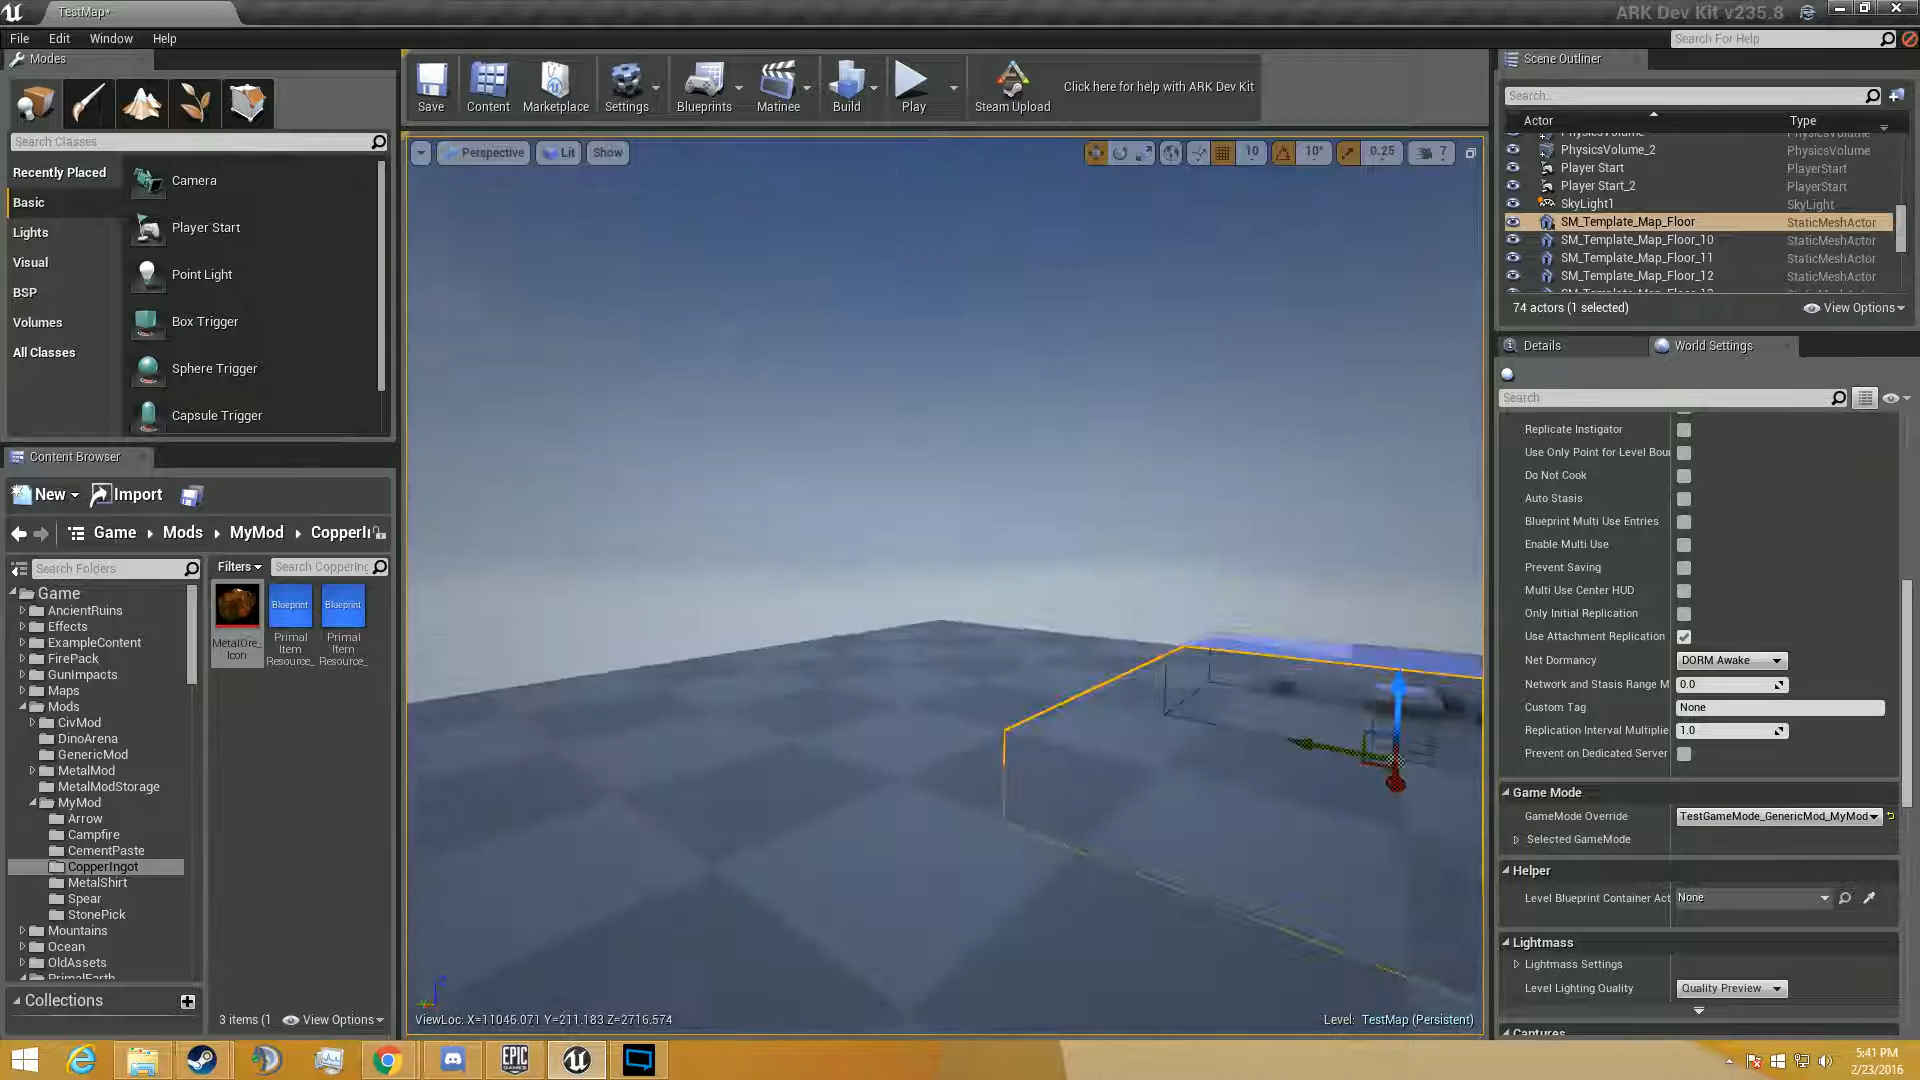 TestMap*
ARK Dev Kit v235.8
File
Edit
Window
Help
Search For Help
Modes
Save
Content
Marketplace
Settings
Blueprints
Matinee
Build
Play
Steam Upload
Click here for help with ARK Dev Kit
Search Classes
Recently Placed
Basic
Lights
Visual
BSP
Volumes
All Classes
Camera
Player Start
Point Light
Box Trigger
Sphere Trigger
Capsule Trigger
Perspective
Lit
Show
10
10°
0.25
7
Scene Outliner
Search...
Actor
Type
PhysicsVolume
PhysicsVolume
PhysicsVolume_2
PhysicsVolume
Player Start
PlayerStart
Player Start_2
PlayerStart
SkyLight1
SkyLight
SM_Template_Map_Floor
StaticMeshActor
SM_Template_Map_Floor_10
StaticMeshActor
SM_Template_Map_Floor_11
StaticMeshActor
SM_Template_Map_Floor_12
StaticMeshActor
74 actors (1 selected)
View Options
Details
World Settings
Search
Replicate Instigator
Use Only Point for Level Bou
Do Not Cook
Auto Stasis
Blueprint Multi Use Entries
Enable Multi Use
Prevent Saving
Multi Use Center HUD
Only Initial Replication
Use Attachment Replication
Net Dormancy
DORM Awake
Network and Stasis Range M
0.0
Custom Tag
None
Replication Interval Multiplie
1.0
Prevent on Dedicated Server
Game Mode
GameMode Override
TestGameMode_GenericMod_MyMod
Selected GameMode
Helper
Level Blueprint Container Act
None
Lightmass
Lightmass Settings
Level Lighting Quality
Quality Preview
Captures
Content Browser
New
Import
Game
Mods
MyMod
CopperI
Search Folders
Filters
Search CopperIng
Game
AncientRuins
Effects
ExampleContent
FirePack
GunImpacts
Maps
Mods
CivMod
DinoArena
GenericMod
MetalMod
MetalModStorage
MyMod
Arrow
Campfire
CementPaste
CopperIngot
MetalShirt
Spear
StonePick
Mountains
Ocean
OldAssets
PrimalEarth
MetalOre_
Icon
Blueprint
Primal
Item
Resource_
Blueprint
Primal
Item
Resource_
Collections
3 items (1
View Options
ViewLoc: X=11046.071 Y=211.183 Z=2716.574
Level: TestMap (Persistent)
EPIC
GAMES
5:41 PM
2/23/2016